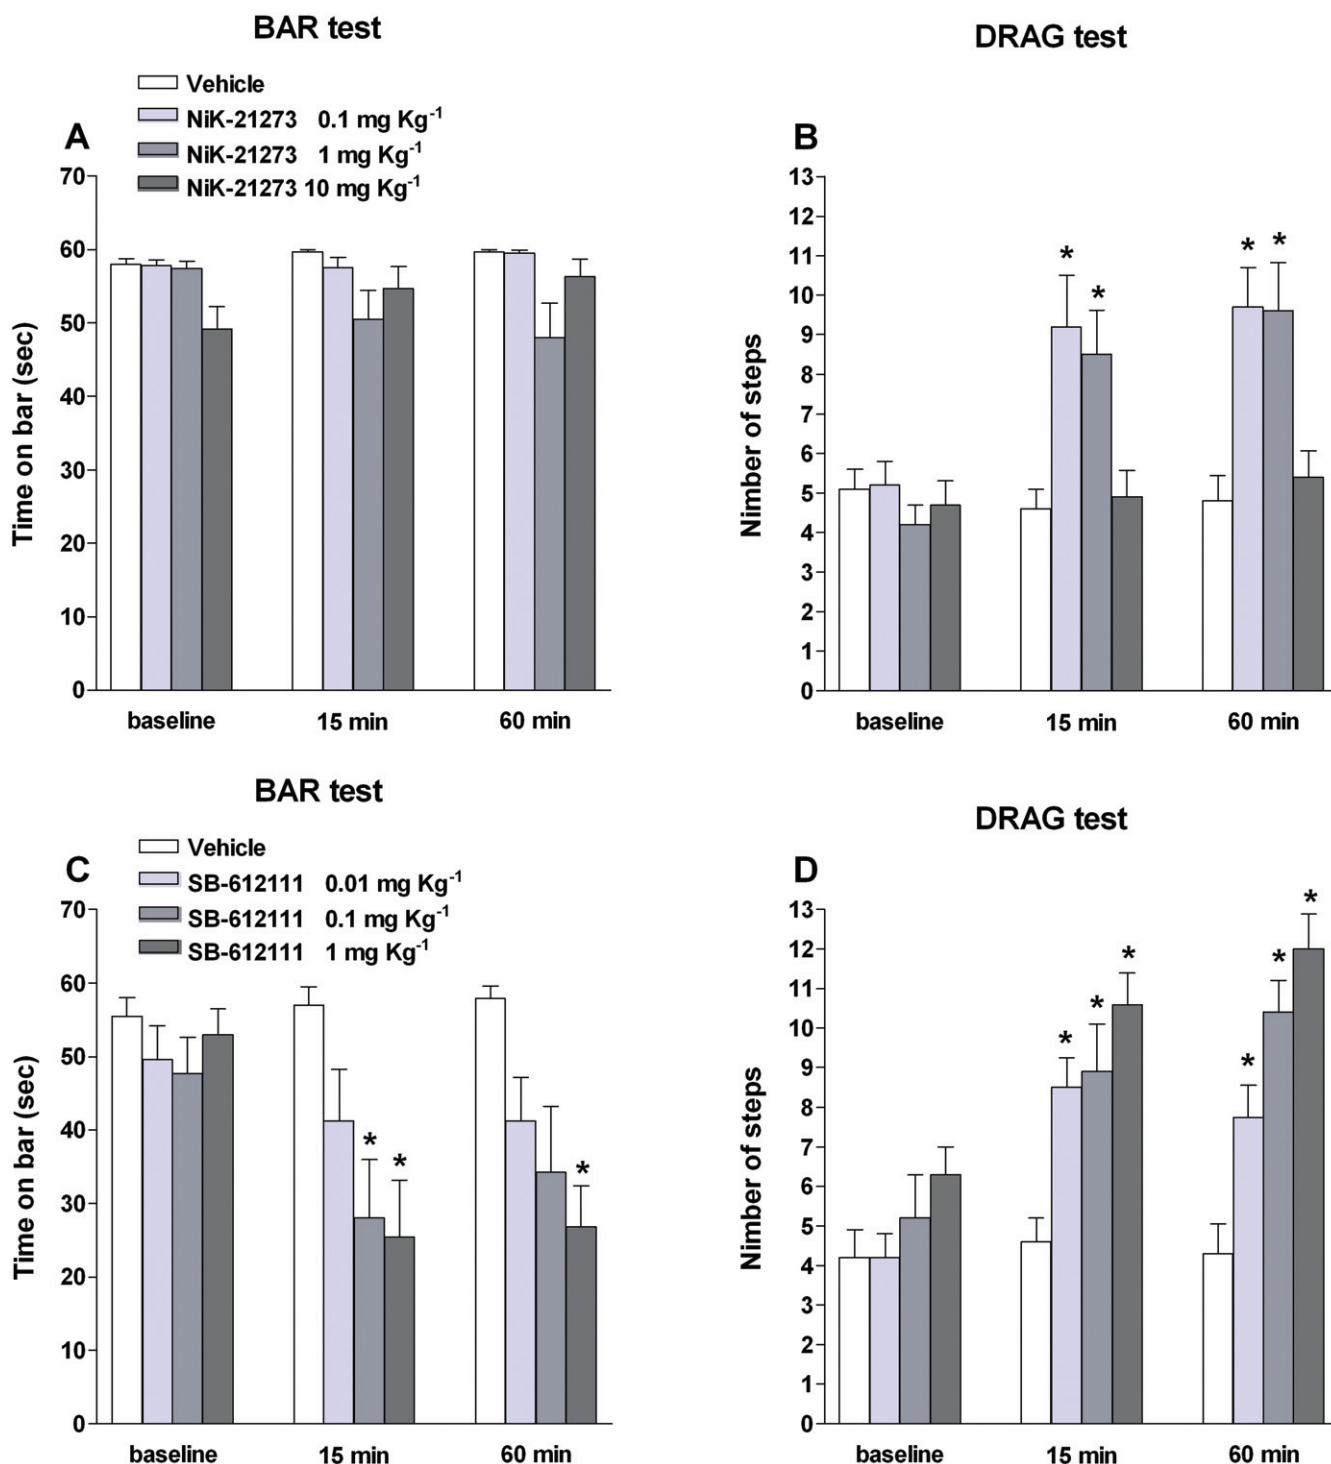 BAR test
Vehicle
NiK-21273 0.1 mg Kg-1
NiK-21273 1 mg Kg-1
NiK-21273 10 mg Kg-1
A
70
60
50
40
30
20
10
0
Time on bar (sec)
baseline 15 min 60 min
DRAG test
B
13
12
11
10
9
8
7
6
5
4
3
2
1
0
Nimber of steps
* * * *
baseline 15 min 60 min
BAR test
Vehicle
SB-612111 0.01 mg Kg-1
SB-612111 0.1 mg Kg-1
SB-612111 1 mg Kg-1
C
70
60
50
40
30
20
10
0
Time on bar (sec)
* * *
baseline 15 min 60 min
DRAG test
D
13
12
11
10
9
8
7
6
5
4
3
2
1
0
Nimber of steps
* * * * * *
baseline 15 min 60 min